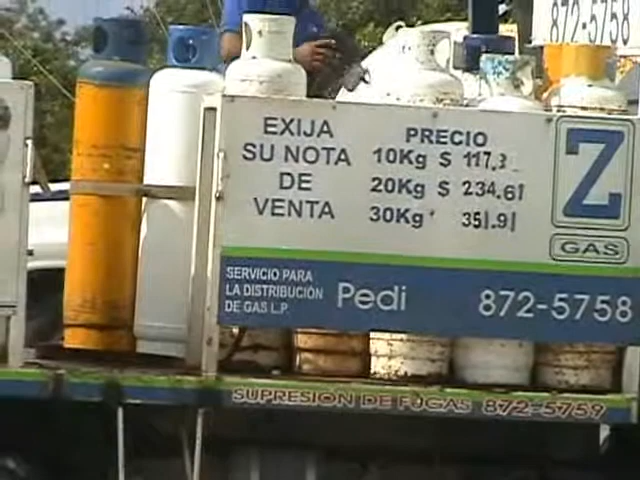 872-5758
EXIJA
SU NOTA
DE
VENTA
PRECIO
10Kg $ 117.3
20Kg $ 234.61
30Kg 351.91
Z
GAS
SERVICIO PARA
LA DISTRIBUCIÓN
DE GAS L.P.
Pedi
872-5758
SUPRESION DE FUGAS 872-5759